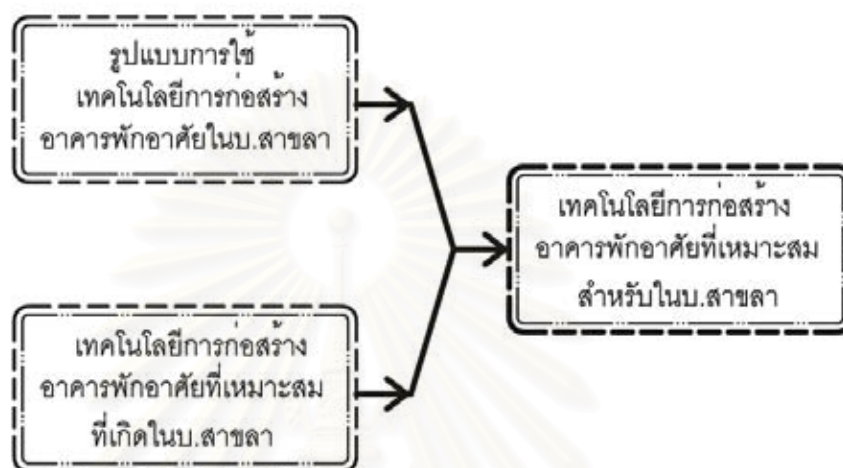 รูปแบบการใช้
เทคโนโลยีการก่อสร้าง
อาคารพักอาศัยในบ.สาขลา
เทคโนโลยีการก่อสร้าง
อาคารพักอาศัยที่เหมาะสม
ที่เกิดในบ.สาขลา
เทคโนโลยีการก่อสร้าง
อาคารพักอาศัยที่เหมาะสม
สำหรับในบ.สาขลา